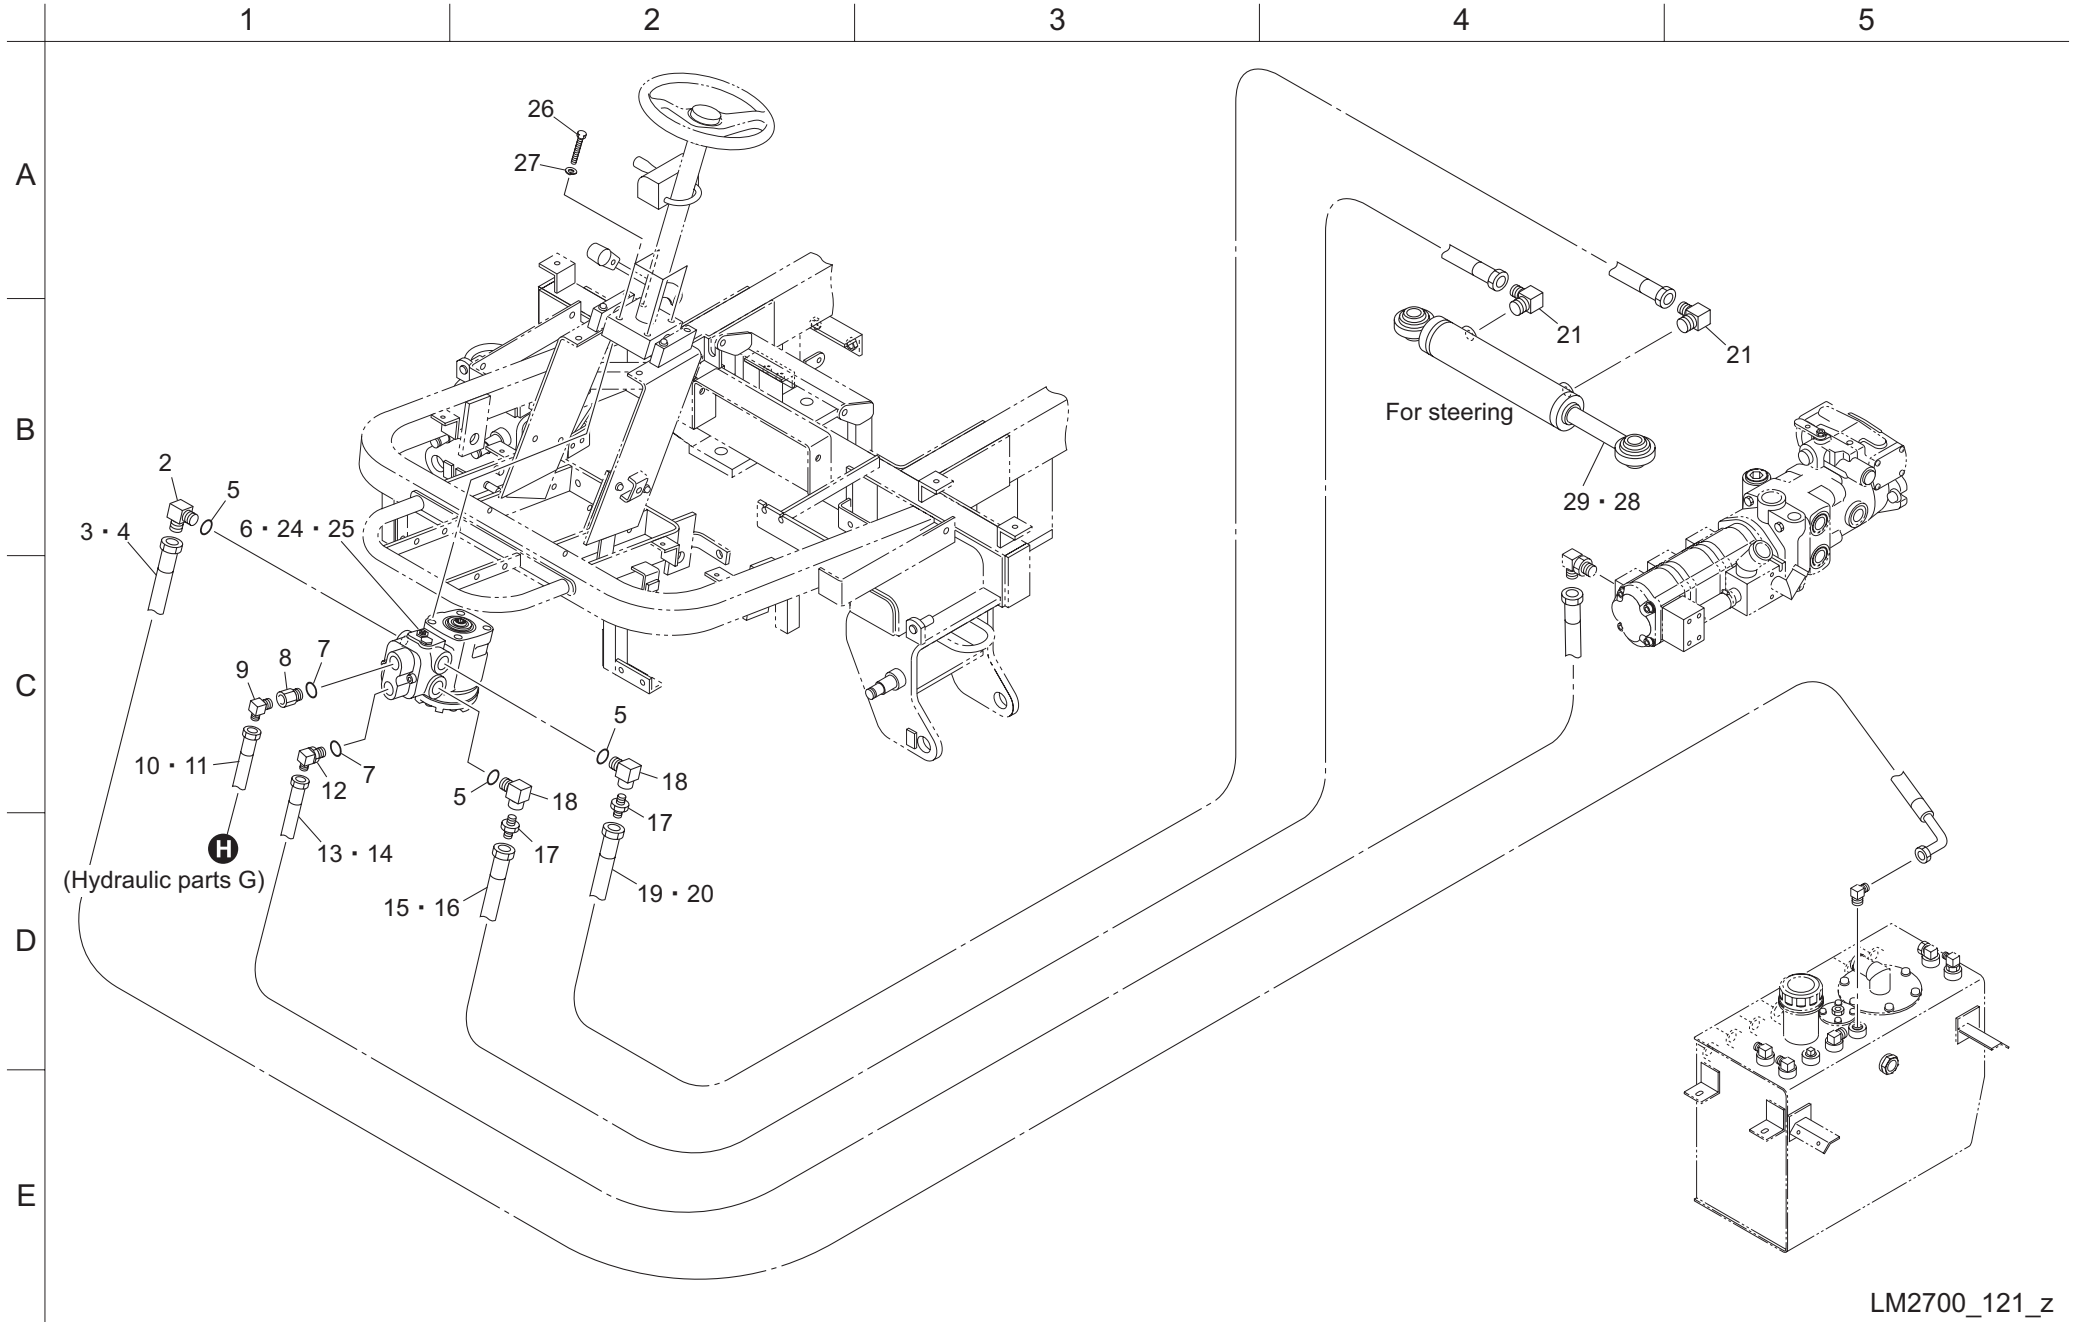 1 2 3 4 5
A
B
C
D
E
26
27
21
21
For steering
29 ▪ 28
2
5
3 ▪ 4
6 ▪ 24 ▪ 25
9
8
7
10 ▪ 11
12
7
5
18
5
18
17
17
H
(Hydraulic parts G)
13 ▪ 14
15 ▪ 16
19 ▪ 20
LM2700_121_z